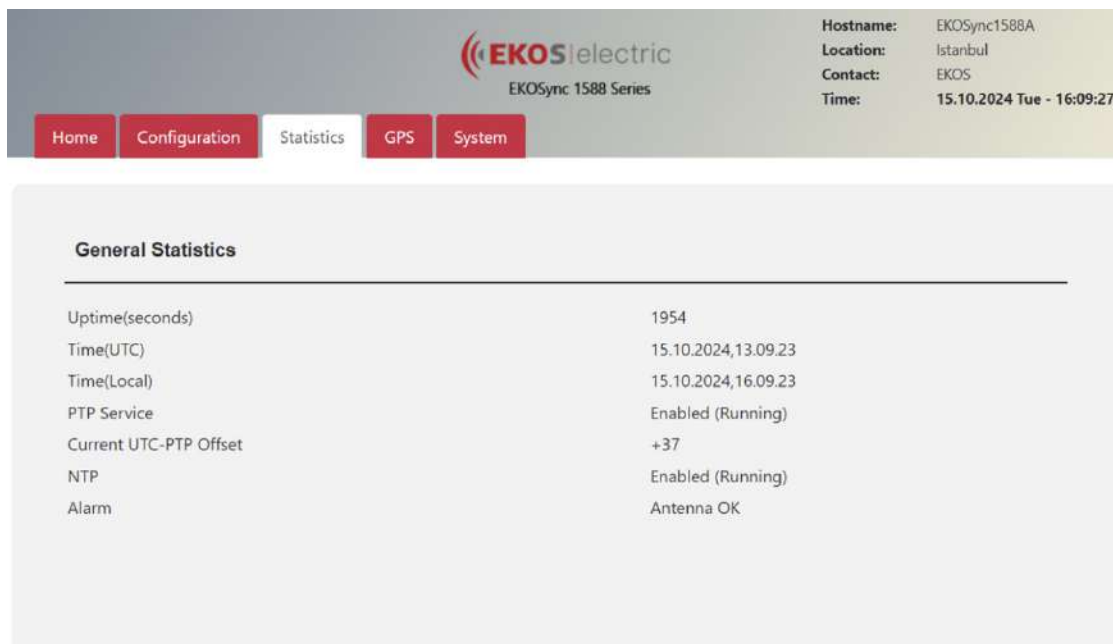 EKOS electric
EKOSync 1588 Series
Hostname: EKOSync1588A
Location: Istanbul
Contact: EKOS
Time: 15.10.2024 Tue - 16:09:27
Home Configuration Statistics GPS System
General Statistics
Uptime(seconds) 1954
Time(UTC) 15.10.2024,13.09.23
Time(Local) 15.10.2024,16.09.23
PTP Service Enabled (Running)
Current UTC-PTP Offset +37
NTP Enabled (Running)
Alarm Antenna OK